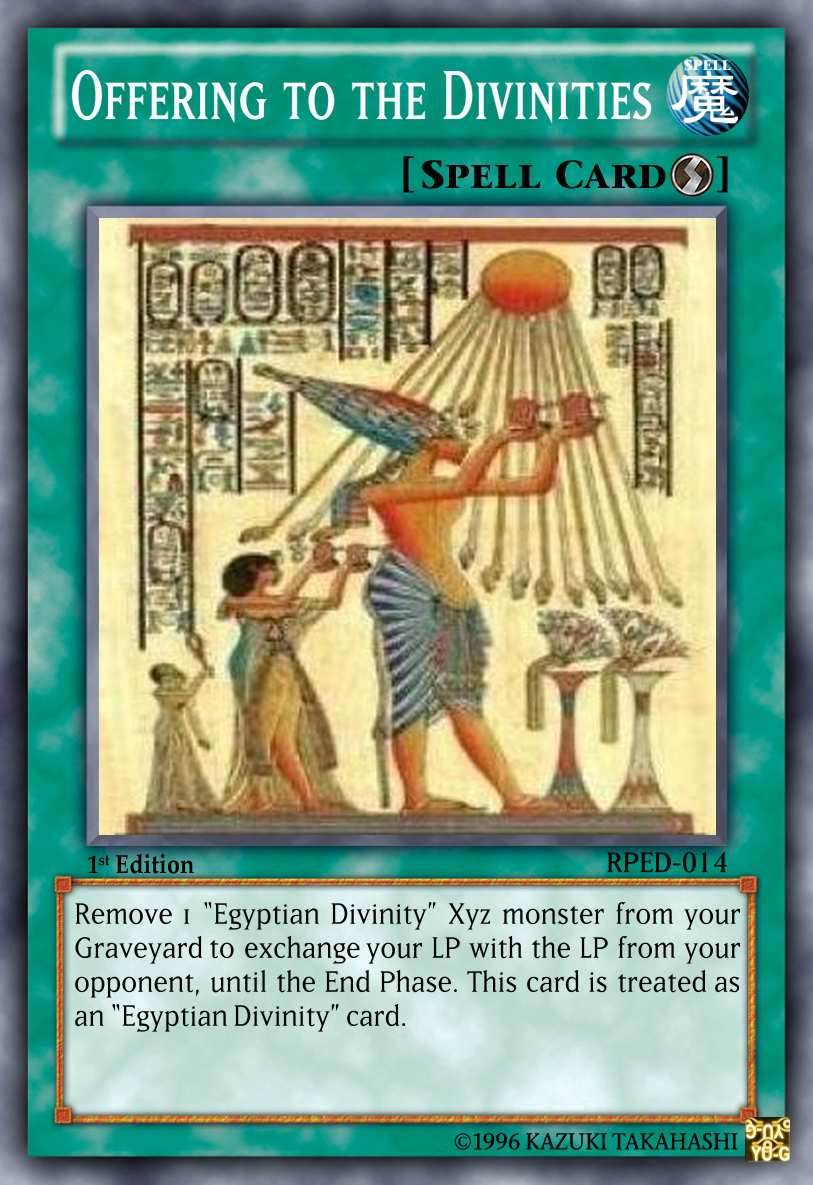 OFFERING TO THE DIVINITIES
SPELL
魔
[SPELL CARD]
1st Edition
RPED-014
Remove 1 "Egyptian Divinity" Xyz monster from your
Graveyard to exchange your LP with the LP from your
opponent, until the End Phase. This card is treated as
an "Egyptian Divinity" card.
©1996 KAZUKI TAKAHASHI